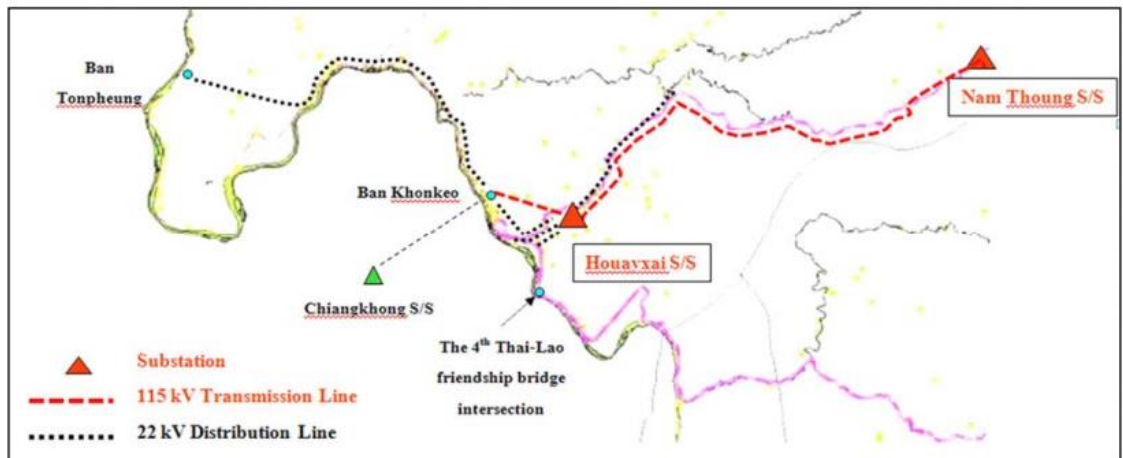 Ban
Tonpheung
Nam Thoung S/S
Ban Khonkeo
Houayxai S/S
Chiangkhong S/S
The 4th Thai-Lao
friendship bridge
intersection
Substation
115 kV Transmission Line
22 kV Distribution Line